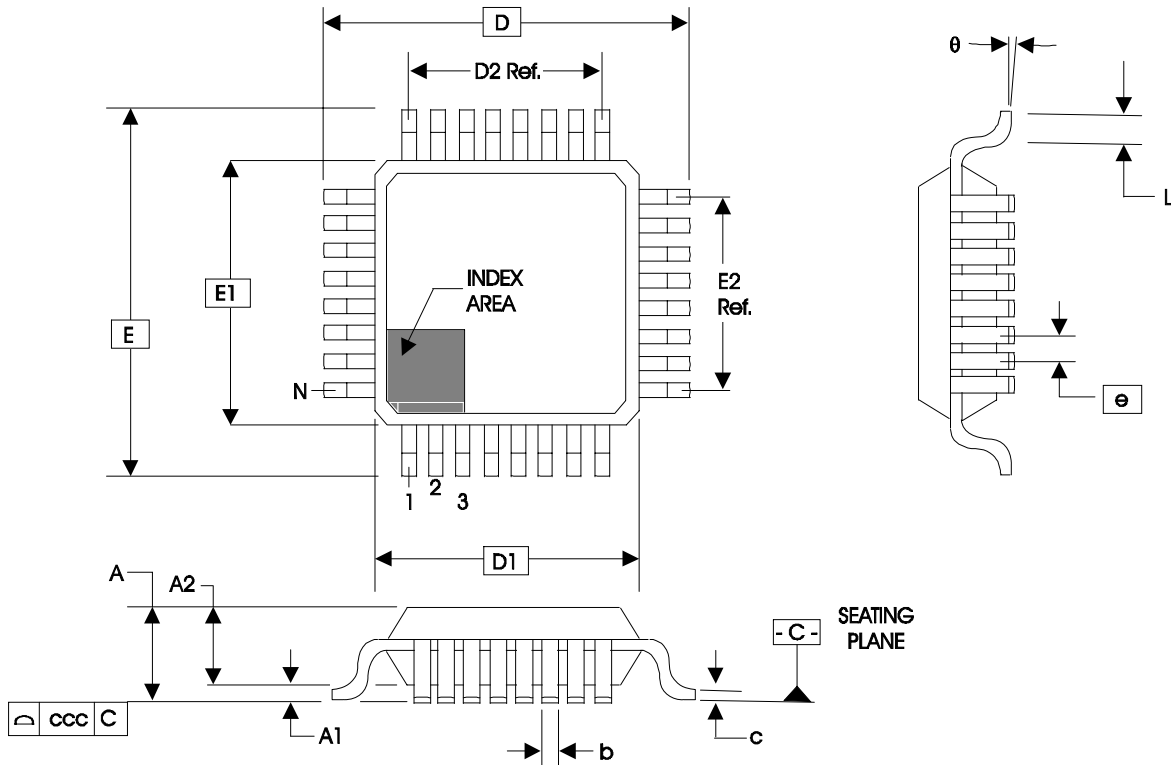 D
θ
D2 Ref.
L
E1
INDEX
AREA
E2
Ref.
E
N
e
1
2
3
D1
A
A2
SEATING
PLANE
- C -
ccc C
A1
b
c